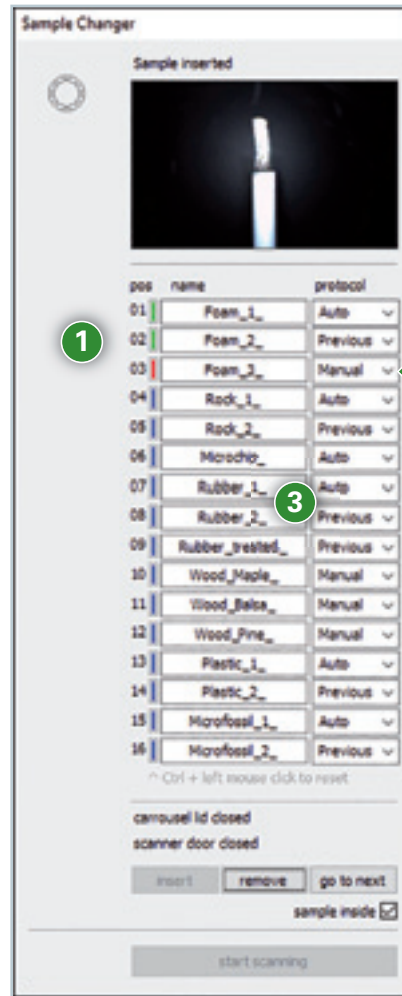 Sample Changer
Sample inserted
pos name protocol
01 Foam_1_ Auto
1
02 Foam_2_ Previous
03 Foam_3_ Manual
04 Rock_1_ Auto
05 Rock_2_ Previous
06 Microchip_ Auto
07 Rubber_1_ Auto
3
08 Rubber_2_ Previous
09 Rubber_treated_ Previous
10 Wood_Maple_ Manual
11 Wood_Balsa_ Manual
12 Wood_Pine_ Manual
13 Plastic_1_ Auto
14 Plastic_2_ Previous
15 Microfossil_1_ Auto
16 Microfossil_2_ Previous
^ Ctrl + left mouse click to reset
carrousel lid closed
scanner door closed
insert remove go to next
sample inside
start scanning